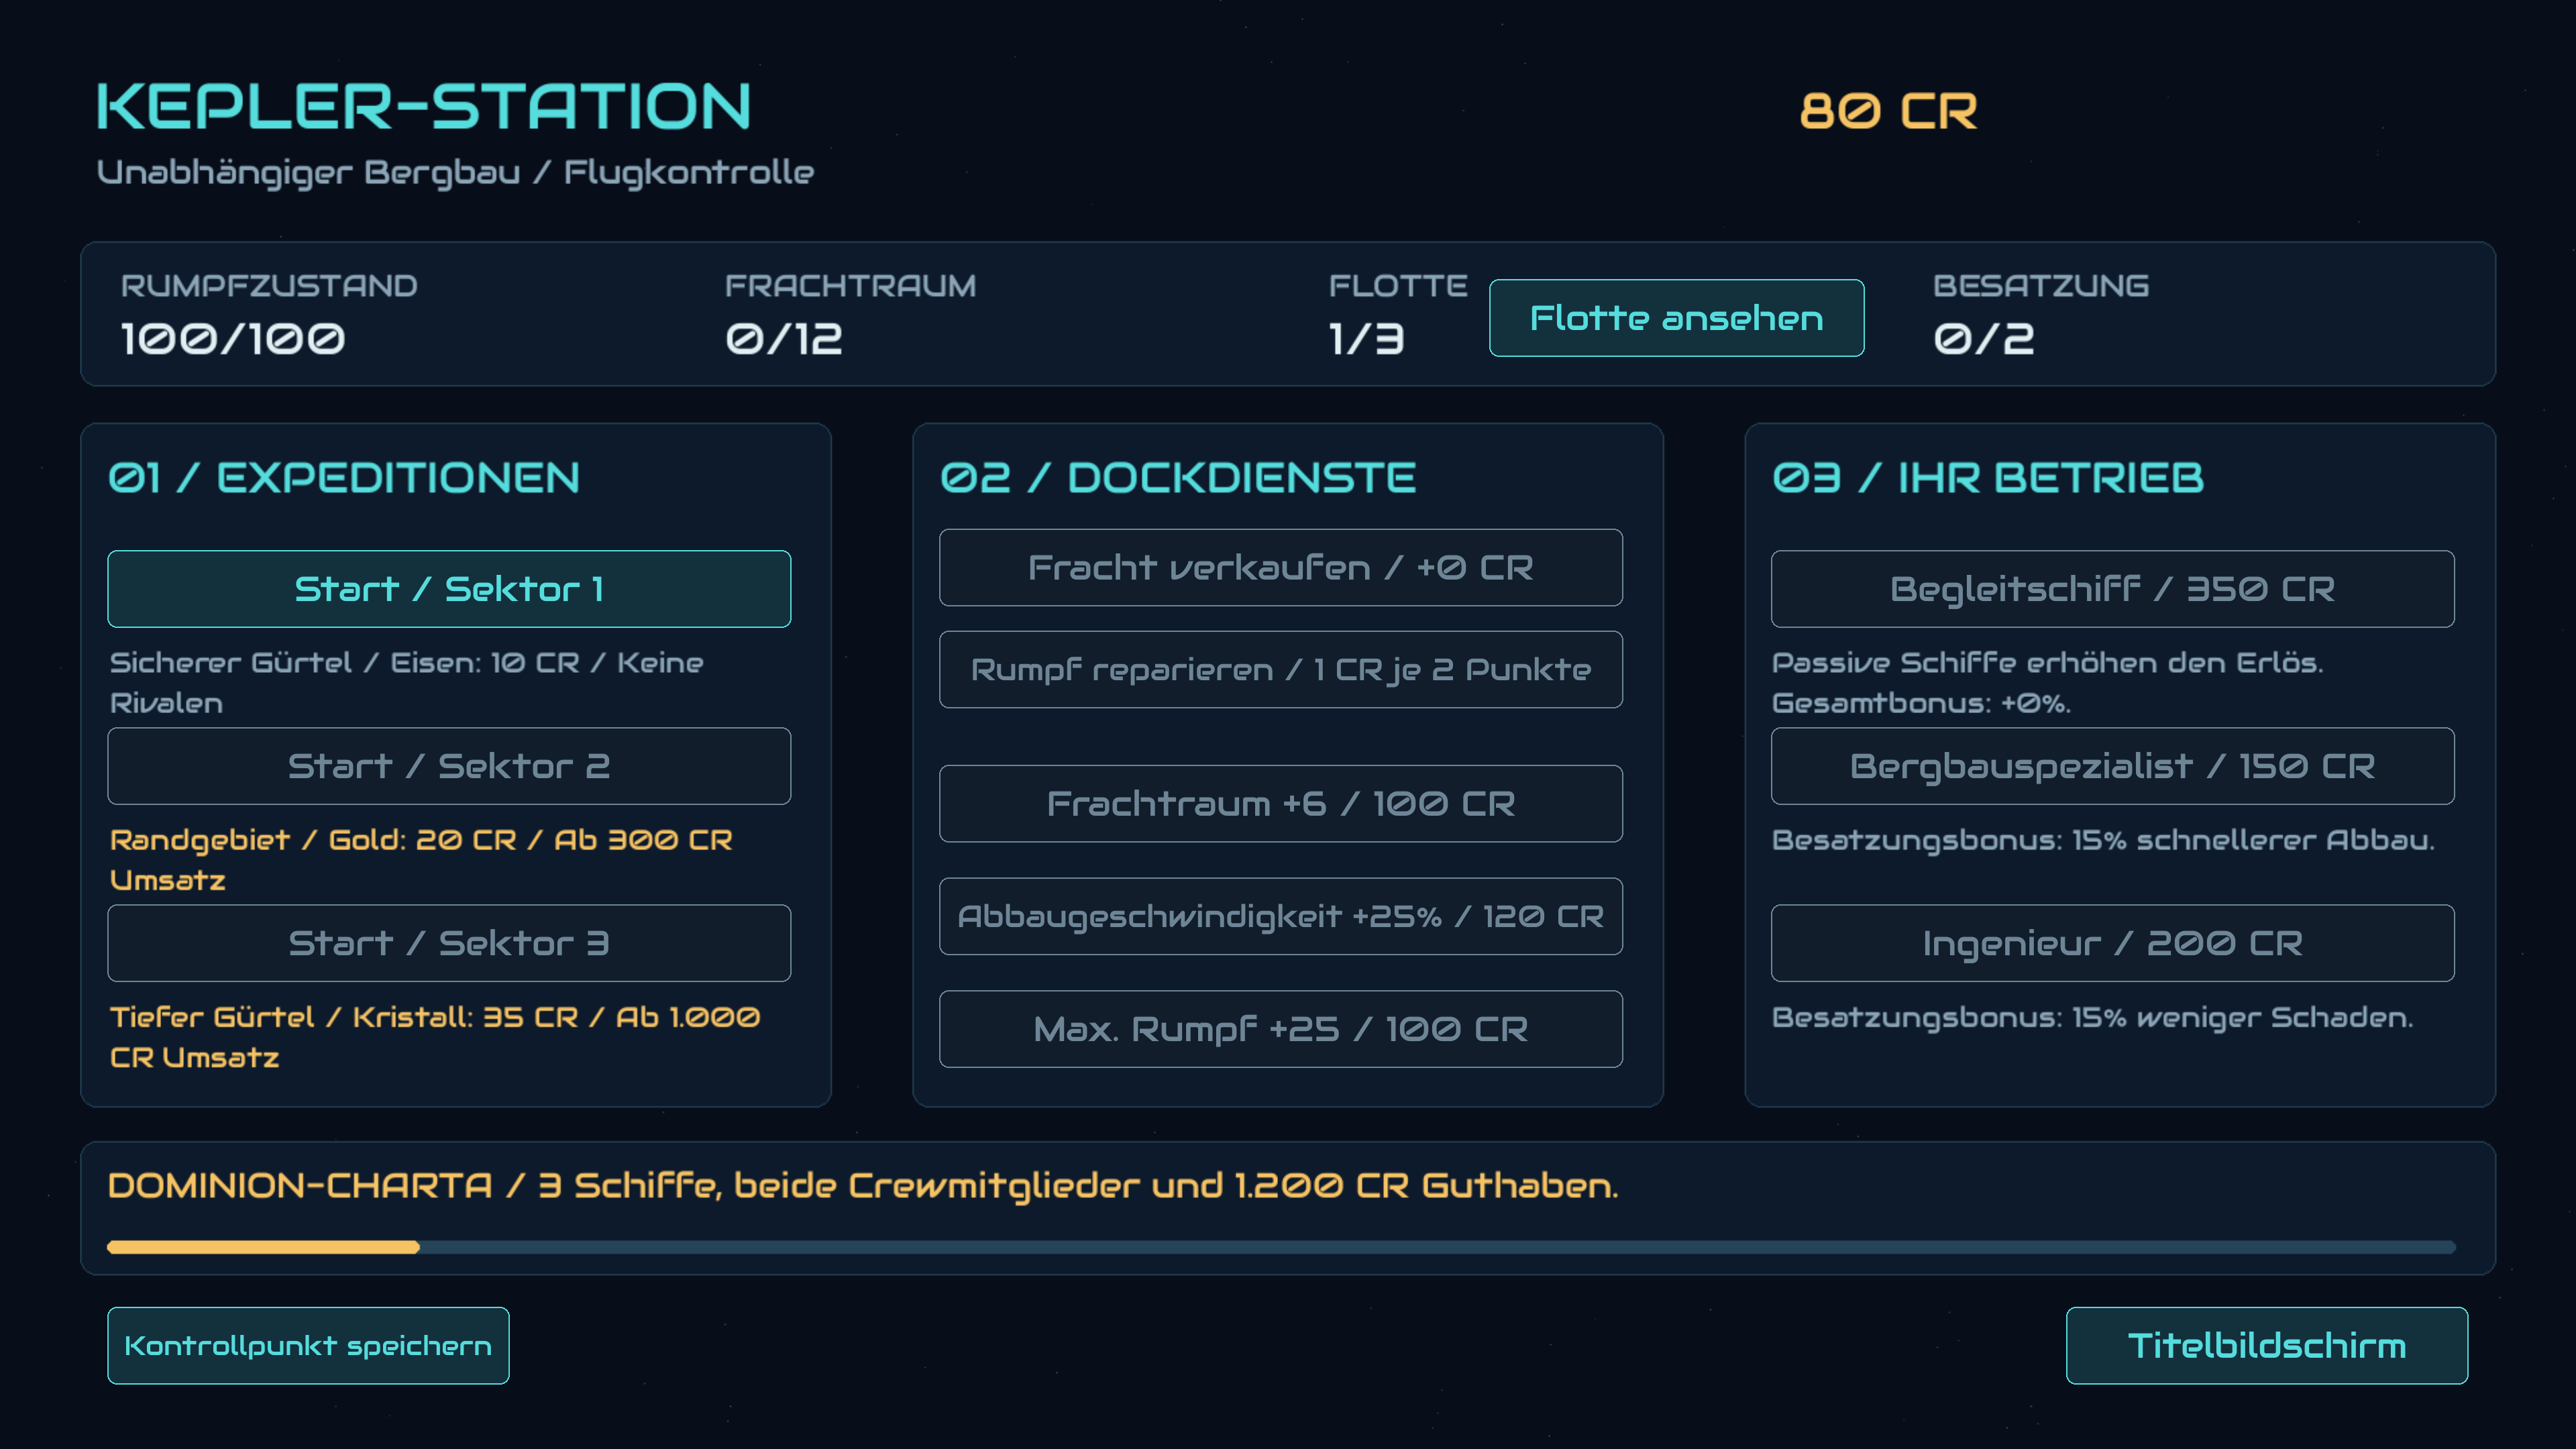 KEPLER-STATION
80 CR
Unabhängiger Bergbau / Flugkontrolle
RUMPFZUSTAND
100/100
FRACHTRAUM
0/12
FLOTTE
1/3
Flotte ansehen
BESATZUNG
0/2
01 / EXPEDITIONEN
Start / Sektor 1
Sicherer Gürtel / Eisen: 10 CR / Keine
Rivalen
Start / Sektor 2
Randgebiet / Gold: 20 CR / Ab 300 CR
Umsatz
Start / Sektor 3
Tiefer Gürtel / Kristall: 35 CR / Ab 1.000
CR Umsatz
02 / DOCKDIENSTE
Fracht verkaufen / +0 CR
Rumpf reparieren / 1 CR je 2 Punkte
Frachtraum +6 / 100 CR
Abbaugeschwindigkeit +25% / 120 CR
Max. Rumpf +25 / 100 CR
03 / IHR BETRIEB
Begleitschiff / 350 CR
Passive Schiffe erhöhen den Erlös.
Gesamtbonus: +0%.
Bergbauspezialist / 150 CR
Besatzungsbonus: 15% schnellerer Abbau.
Ingenieur / 200 CR
Besatzungsbonus: 15% weniger Schaden.
DOMINION-CHARTA / 3 Schiffe, beide Crewmitglieder und 1.200 CR Guthaben.
Kontrollpunkt speichern
Titelbildschirm